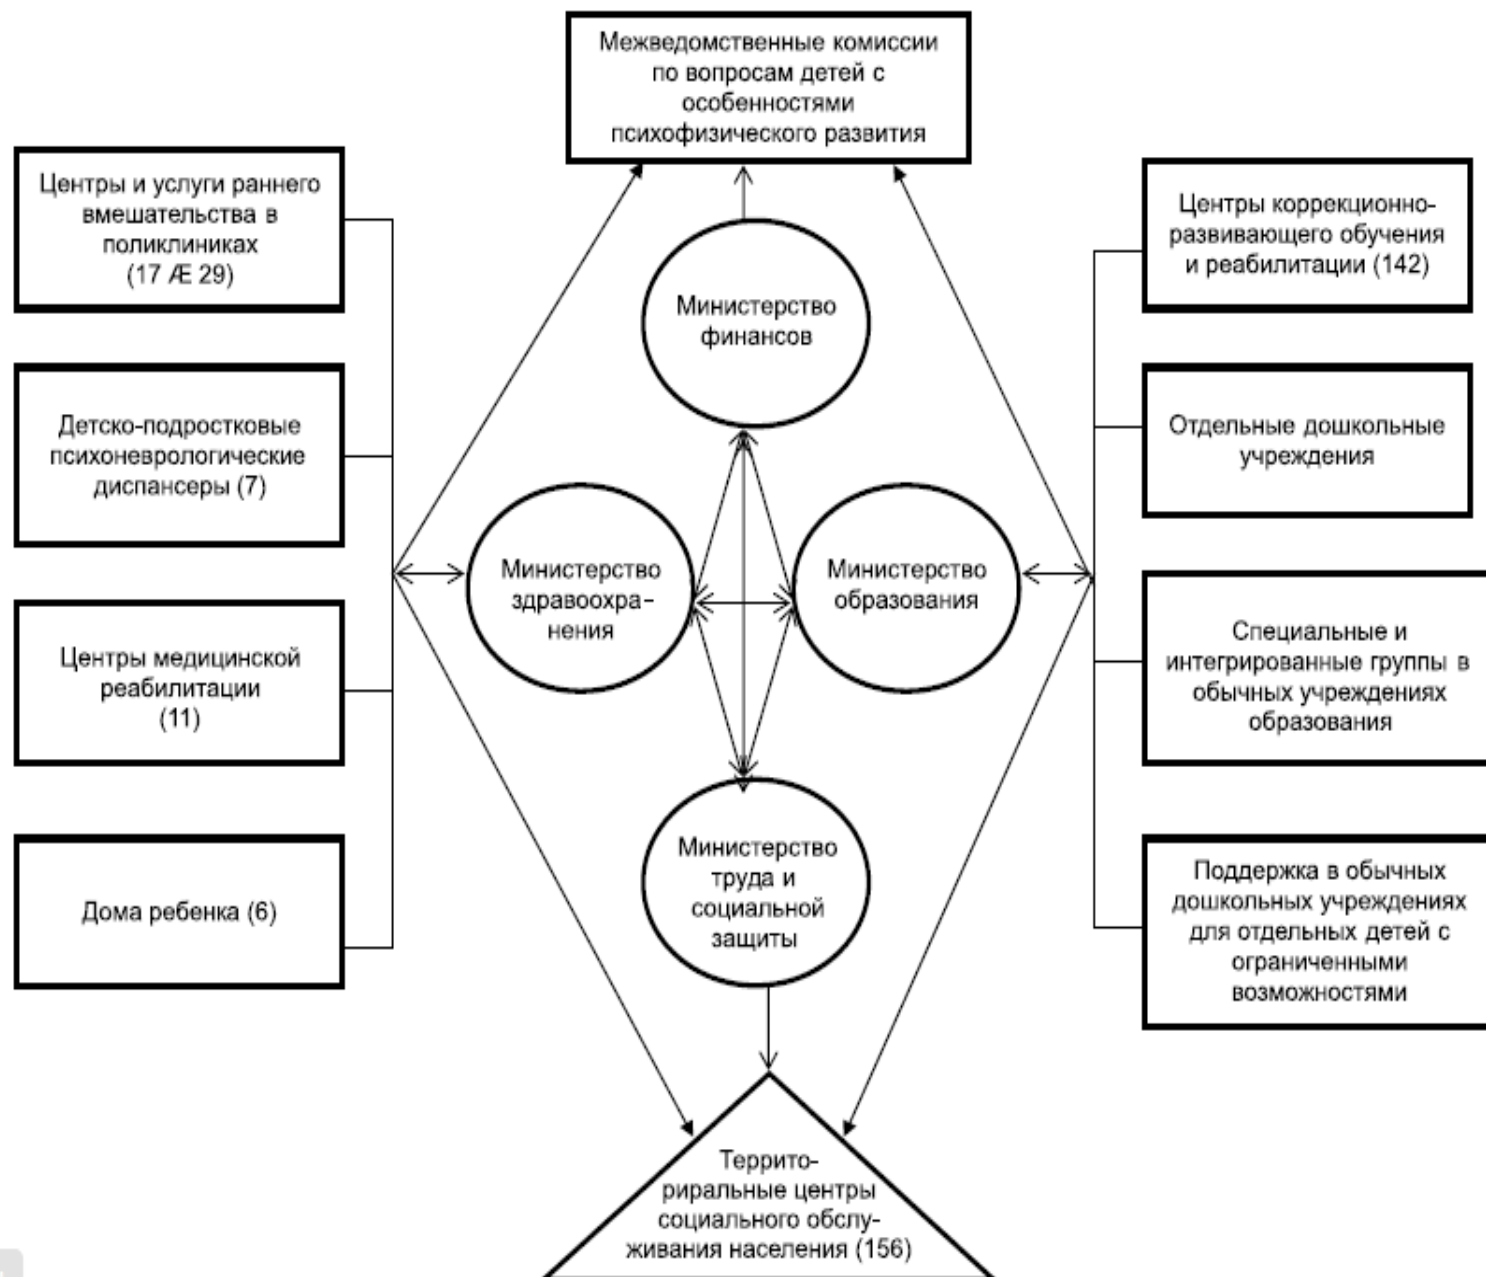 Межведомственные комиссии
по вопросам детей с
особенностями
психофизического развития
Центры и услуги раннего
вмешательства в
поликлиниках
(17 Æ 29)
Детско-подростковые
психоневрологические
диспансеры (7)
Центры медицинской
реабилитации
(11)
Дома ребенка (6)
Министерство
финансов
Министерство
здравоохра-
нения
Министерство
образования
Министерство
труда и
социальной
защиты
Террито-
риральные центры
социального обслу-
живания населения (156)
Центры коррекционно-
развивающего обучения
и реабилитации (142)
Отдельные дошкольные
учреждения
Специальные и
интегрированные группы в
обычных учреждениях
образования
Поддержка в обычных
дошкольных учреждениях
для отдельных детей с
ограниченными
возможностями